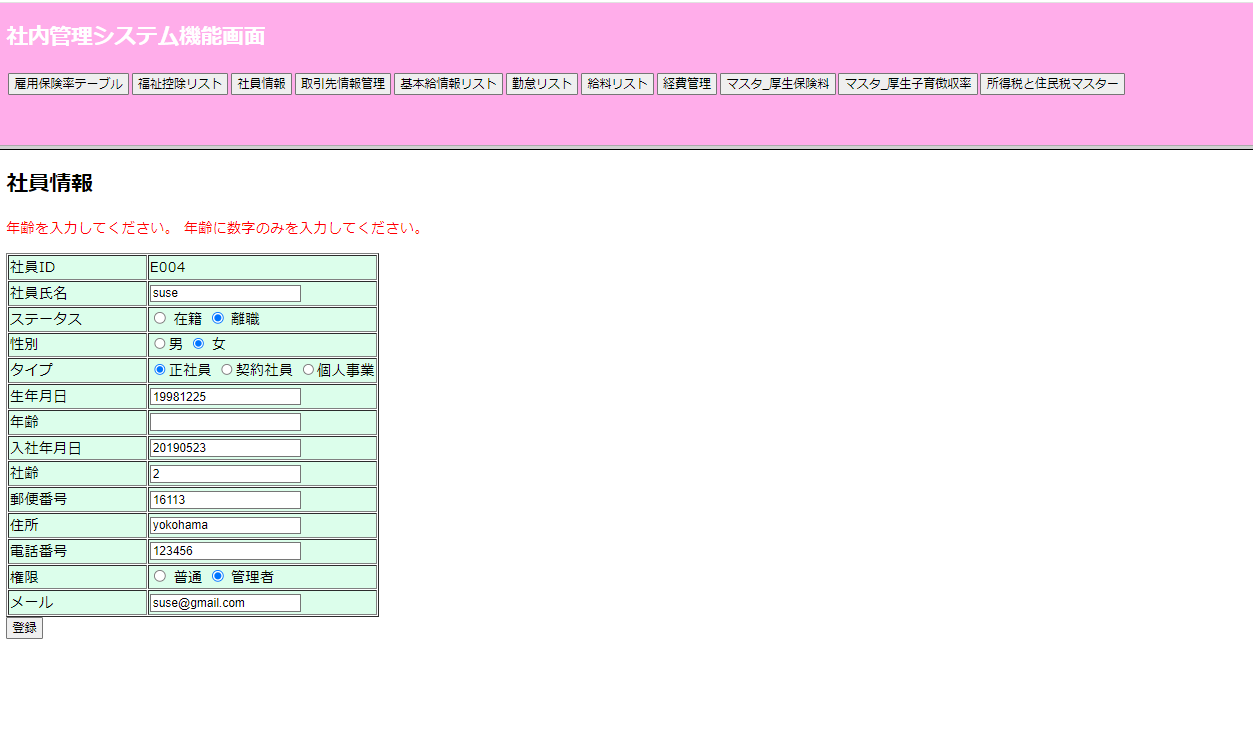 社内管理システム機能画面
雇用保険率テーブル 福祉控除リスト 社員情報 取引先情報管理 基本給情報リスト 勤怠リスト 給料リスト 経費管理 マスタ_厚生保険料 マスタ_厚生子育徴収率 所得税と住民税マスター
社員情報
年齢を入力してください。 年齢に数字のみを入力してください。
社員ID E004
社員氏名 suse
ステータス 在籍 離職
性別 男 女
タイプ 正社員 契約社員 個人事業
生年月日 19981225
年齢
入社年月日 20190523
社齢 2
郵便番号 16113
住所 yokohama
電話番号 123456
権限 普通 管理者
メール suse@gmail.com
登録